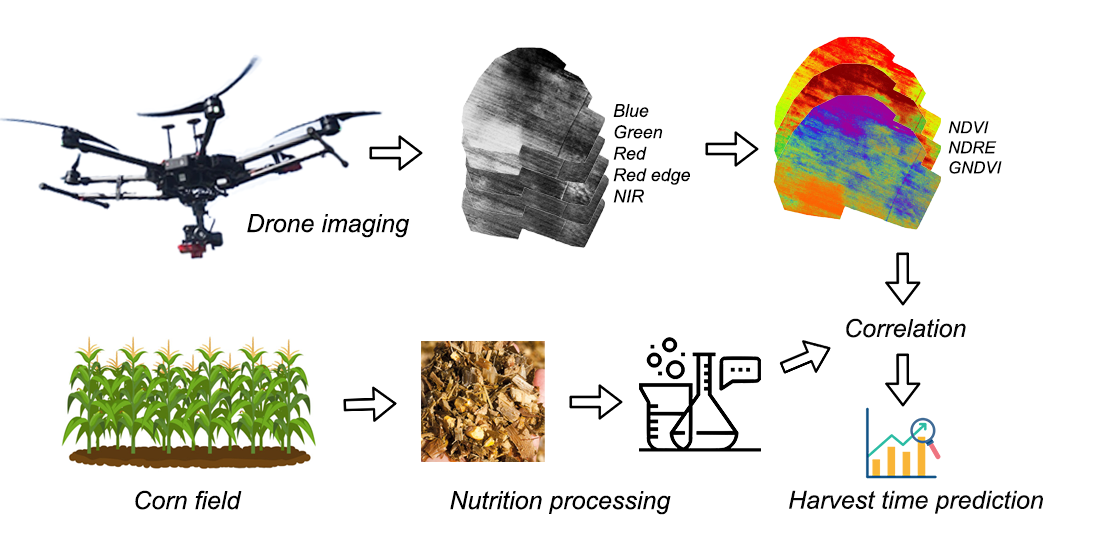 Blue
Green
Red
Red edge
NIR
NDVI
NDRE
GNDVI
Drone imaging
Correlation
Corn field
Nutrition processing
Harvest time prediction